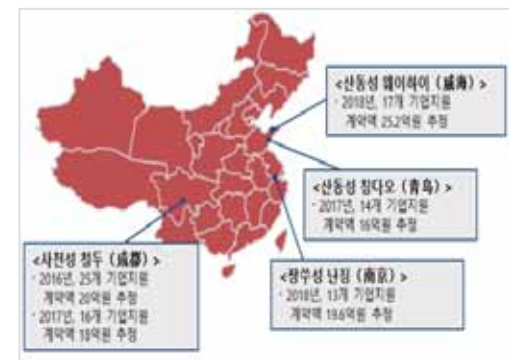 <산동성 웨이하이 (威海) >
· 2018년, 17개 기업지원
계약액 25.2억원 추정
<산동성 칭다오 (青岛) >
· 2017년, 14개 기업지원
계약액 16억원 추정
<사천성 청두 (成都) >
· 2016년, 25개 기업지원
계약액 20억원 추정
· 2017년, 16개 기업지원
계약액 18억원 추정
<쟝쑤성 난징 (南京) >
· 2018년, 13개 기업지원
계약액 19.6억원 추정